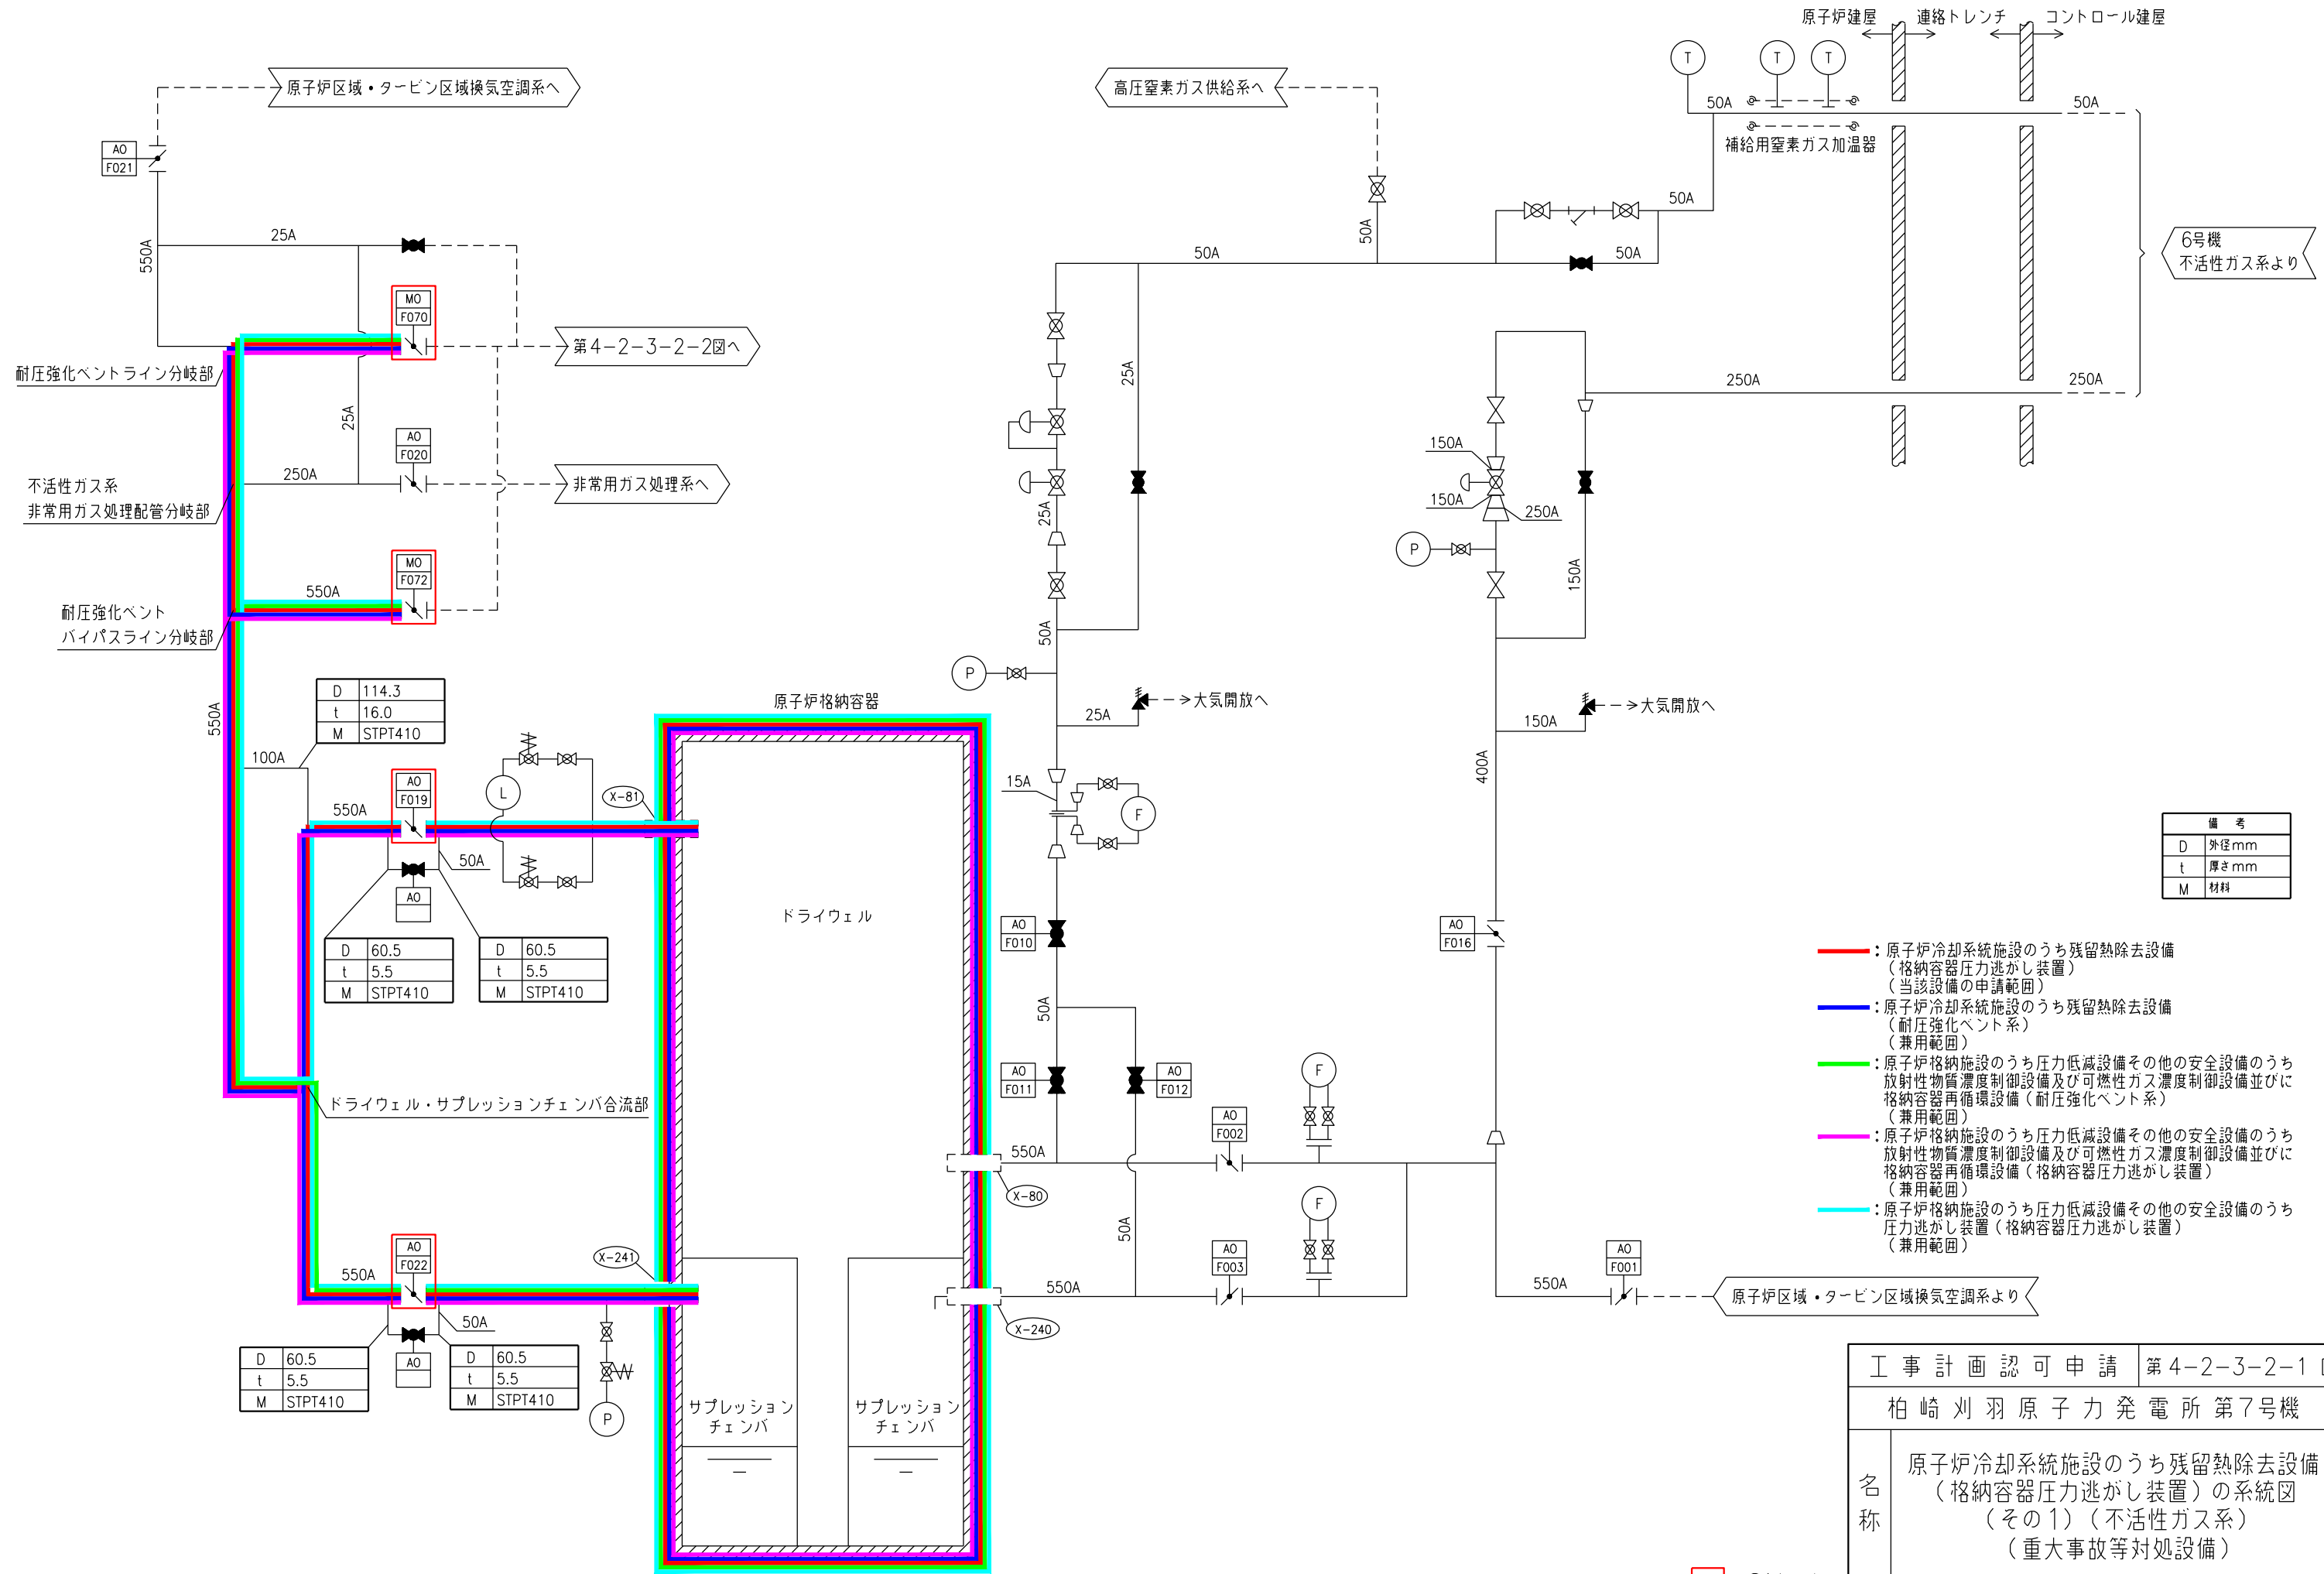 原子炉建屋
連絡トレンチ
コントロール建屋
T
T
T
原子炉区域・タービン区域換気空調系へ
高圧窒素ガス供給系へ
50A
50A
補給用窒素ガス加温器
AO
F021
50A
50A
25A
550A
50A
50A
6号機
不活性ガス系より
MO
F070
第4-2-3-2-2図へ
耐圧強化ベントライン分岐部
25A
25A
250A
250A
AO
F020
150A
250A
非常用ガス処理系へ
不活性ガス系
非常用ガス処理配管分岐部
150A
250A
25A
P
MO
F072
550A
150A
耐圧強化ベント
バイパスライン分岐部
50A
P
D 114.3
t 16.0
M STPT410
原子炉格納容器
大気開放へ
大気開放へ
25A
150A
550A
100A
400A
AO
F019
L
X-81
15A
F
550A
備 考
D 外径mm
t 厚さmm
M 材料
50A
AO
ドライウェル
AO
F010
AO
F016
D 60.5
t 5.5
M STPT410
D 60.5
t 5.5
M STPT410
：原子炉冷却系統施設のうち残留熱除去設備
（格納容器圧力逃がし装置）
（当該設備の申請範囲）
：原子炉冷却系統施設のうち残留熱除去設備
（耐圧強化ベント系）
（兼用範囲）
：原子炉格納施設のうち圧力低減設備その他の安全設備のうち
放射性物質濃度制御設備及び可燃性ガス濃度制御設備並びに
格納容器再循環設備（耐圧強化ベント系）
（兼用範囲）
：原子炉格納施設のうち圧力低減設備その他の安全設備のうち
放射性物質濃度制御設備及び可燃性ガス濃度制御設備並びに
格納容器再循環設備（格納容器圧力逃がし装置）
（兼用範囲）
：原子炉格納施設のうち圧力低減設備その他の安全設備のうち
圧力逃がし装置（格納容器圧力逃がし装置）
（兼用範囲）
50A
AO
F011
AO
F012
F
ドライウェル・サプレッションチェンバ合流部
AO
F002
550A
X-80
F
50A
AO
F022
X-241
550A
AO
F003
550A
AO
F001
550A
原子炉区域・タービン区域換気空調系より
X-240
50A
AO
D 60.5
t 5.5
M STPT410
D 60.5
t 5.5
M STPT410
P
サプレッション
チェンバ
サプレッション
チェンバ
工事計画認可申請
第4-2-3-2-1
柏崎刈羽原子力発電所第7号機
名称
原子炉冷却系統施設のうち残留熱除去設備
（格納容器圧力逃がし装置）の系統図
（その1）（不活性ガス系）
（重大事故等対処設備）